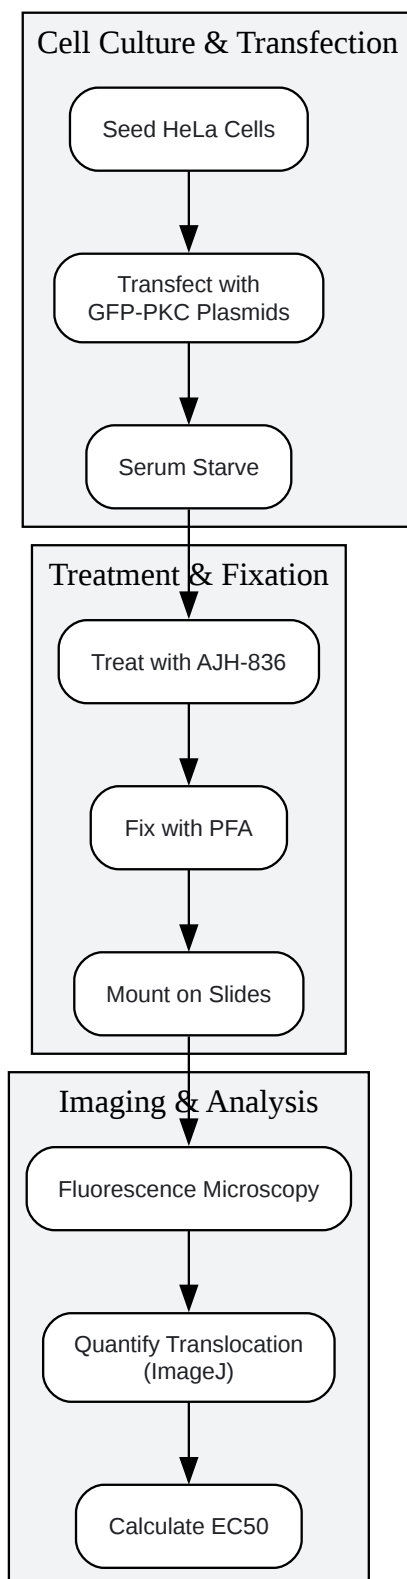 Cell Culture & Transfection
Seed HeLa Cells
Transfect with
GFP-PKC Plasmids
Serum Starve
Treatment & Fixation
Treat with AJH-836
Fix with PFA
Mount on Slides
Imaging & Analysis
Fluorescence Microscopy
Quantify Translocation
(ImageJ)
Calculate EC50